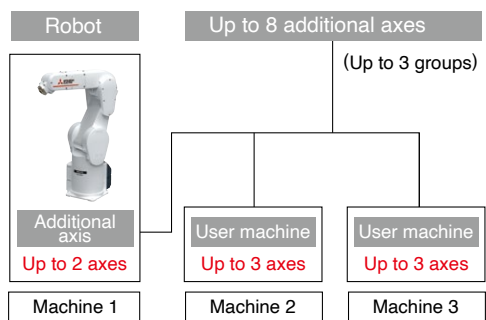 Robot
Up to 8 additional axes
(Up to 3 groups)
Additional
axis
Up to 2 axes
User machine
Up to 3 axes
User machine
Up to 3 axes
Machine 1
Machine 2
Machine 3